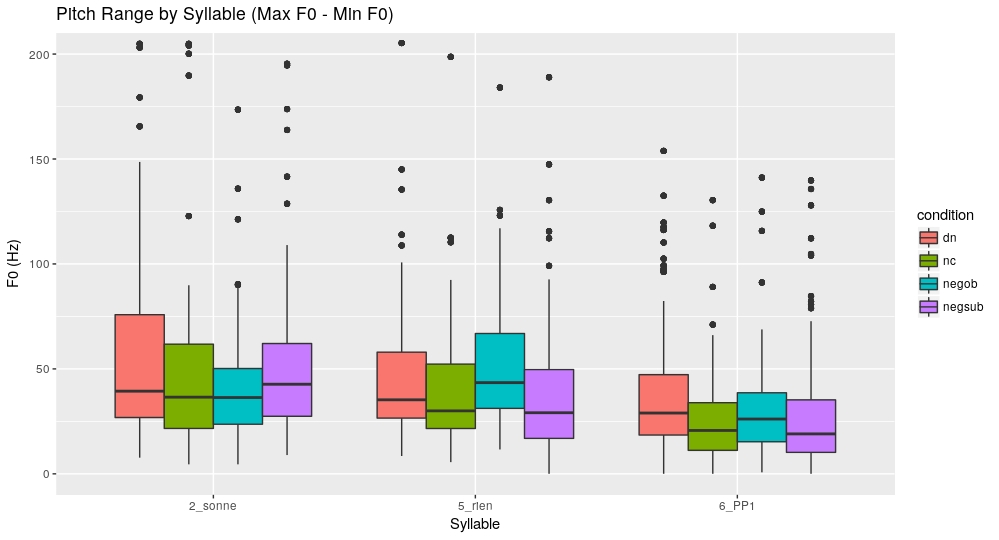 Pitch Range by Syllable (Max F0 - Min F0)
F0 (Hz)
200
150
100
50
0
2_sonne
5_rien
6_PP1
Syllable
condition
dn
nc
negob
negsub